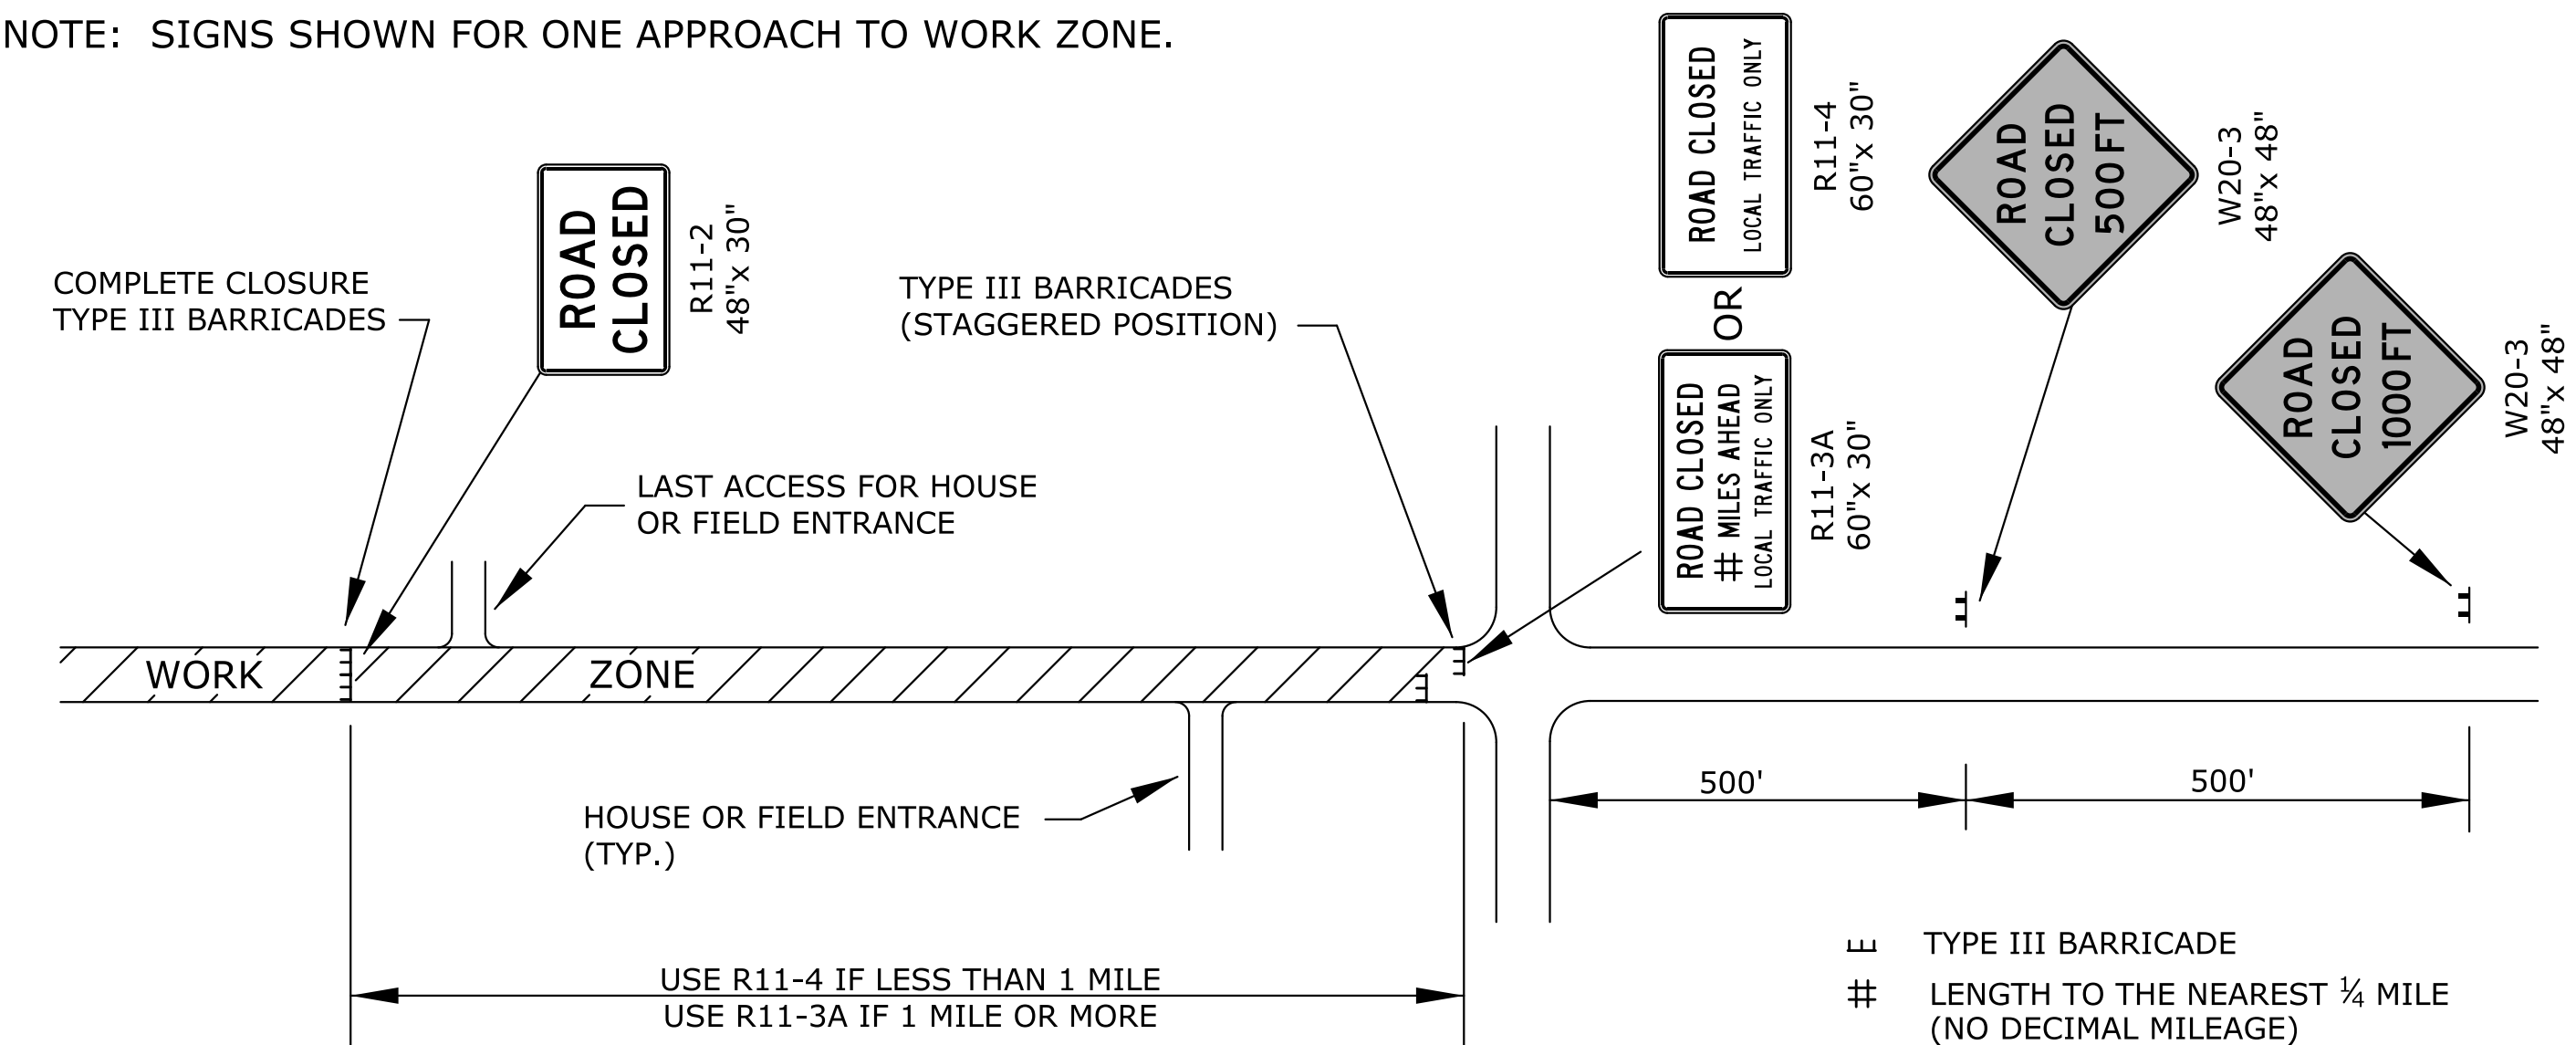 NOTE:  SIGNS SHOWN FOR ONE APPROACH TO WORK ZONE.
COMPLETE CLOSURE
TYPE III BARRICADES
ROAD
CLOSED
R11-2
48"x 30"
LAST ACCESS FOR HOUSE
OR FIELD ENTRANCE
TYPE III BARRICADES
(STAGGERED POSITION)
ROAD CLOSED
LOCAL TRAFFIC ONLY
R11-4
60"x 30"
OR
ROAD CLOSED
# MILES AHEAD
LOCAL TRAFFIC ONLY
R11-3A
60"x 30"
ROAD
CLOSED
500 FT
W20-3
48"x 48"
ROAD
CLOSED
1000 FT
W20-3
48"x 48"
WORK ZONE
HOUSE OR FIELD ENTRANCE
(TYP.)
500'
500'
USE R11-4 IF LESS THAN 1 MILE
USE R11-3A IF 1 MILE OR MORE
TYPE III BARRICADE
# LENGTH TO THE NEAREST ¼ MILE
(NO DECIMAL MILEAGE)